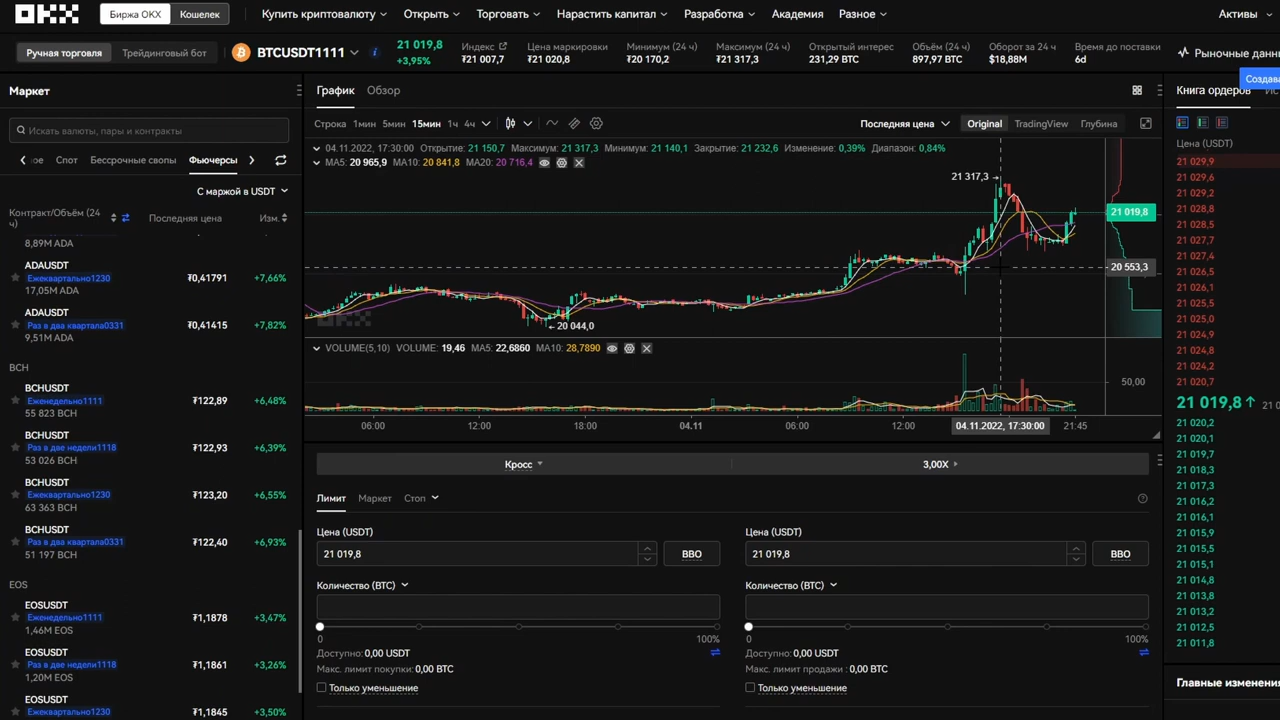 OKX
Биржа OKX
Кошелек
Купить криптовалюту
Открыть
Торговать
Нарастить капитал
Разработка
Академия
Разное
Активы
Ручная торговля
Трейдинговый бот
BTCUSDT1111
21 019,8
+3,95%
Индекс
₮21 007,7
Цена маркировки
₮21 020,8
Минимум (24 ч)
₮20 170,2
Максимум (24 ч)
₮21 317,3
Открытый интерес
231,29 BTC
Объём (24 ч)
897,97 BTC
Оборот за 24 ч
$18,88M
Время до поставки
6d
Рыночные данн
Создава
Маркет
Искать валюты, пары и контракты
ое
Спот
Бессрочные свопы
Фьючерсы
С маржой в USDT
Контракт/Объём (24 ч)
Последняя цена
Изм.
8,89M ADA
ADAUSDT
Ежеквартально1230
17,05M ADA
₮0,41791
+7,66%
ADAUSDT
Раз в два квартала0331
9,51M ADA
₮0,41415
+7,82%
BCH
BCHUSDT
Еженедельно1111
55 823 BCH
₮122,89
+6,48%
BCHUSDT
Раз в две недели1118
53 026 BCH
₮122,93
+6,39%
BCHUSDT
Ежеквартально1230
63 363 BCH
₮123,20
+6,55%
BCHUSDT
Раз в два квартала0331
51 197 BCH
₮122,40
+6,93%
EOS
EOSUSDT
Еженедельно1111
1,46M EOS
₮1,1878
+3,47%
EOSUSDT
Раз в две недели1118
1,20M EOS
₮1,1861
+3,26%
EOSUSDT
Ежеквартально1230
₮1,1845
+3,50%
График
Обзор
Строка 1мин 5мин 15мин 1ч 4ч
Последняя цена
Original
TradingView
Глубина
04.11.2022, 17:30:00 Открытие: 21 150,7 Максимум: 21 317,3 Минимум: 21 140,1 Закрытие: 21 232,6 Изменение: 0,39% Диапазон: 0,84%
MA5: 20 965,9 MA10: 20 841,8 MA20: 20 716,4
21 317,3
21 019,8
20 553,3
OKX
20 044,0
VOLUME(5,10) VOLUME: 19,46 MA5: 22,6860 MA10: 28,7890
50,00
06:00
12:00
18:00
04.11
06:00
12:00
04.11.2022, 17:30:00
21:45
Кросс
3,00X
Лимит
Маркет
Стоп
Цена (USDT)
21 019,8
BBO
Количество (BTC)
0
100%
Доступно: 0,00 USDT
Макс. лимит покупки: 0,00 BTC
Только уменьшение
Цена (USDT)
21 019,8
BBO
Количество (BTC)
0
100%
Доступно: 0,00 USDT
Макс. лимит продажи : 0,00 BTC
Только уменьшение
Книга ордеров
Ис
Цена (USDT)
21 029,9
21 029,6
21 029,2
21 028,8
21 028,5
21 027,7
21 027,4
21 026,5
21 026,1
21 025,5
21 025,0
21 024,9
21 024,8
21 024,2
21 020,7
21 019,8
21 0
21 020,2
21 020,1
21 019,7
21 018,3
21 017,3
21 016,2
21 016,1
21 015,5
21 015,1
21 014,8
21 013,8
21 013,2
21 012,5
21 011,8
Главные изменени